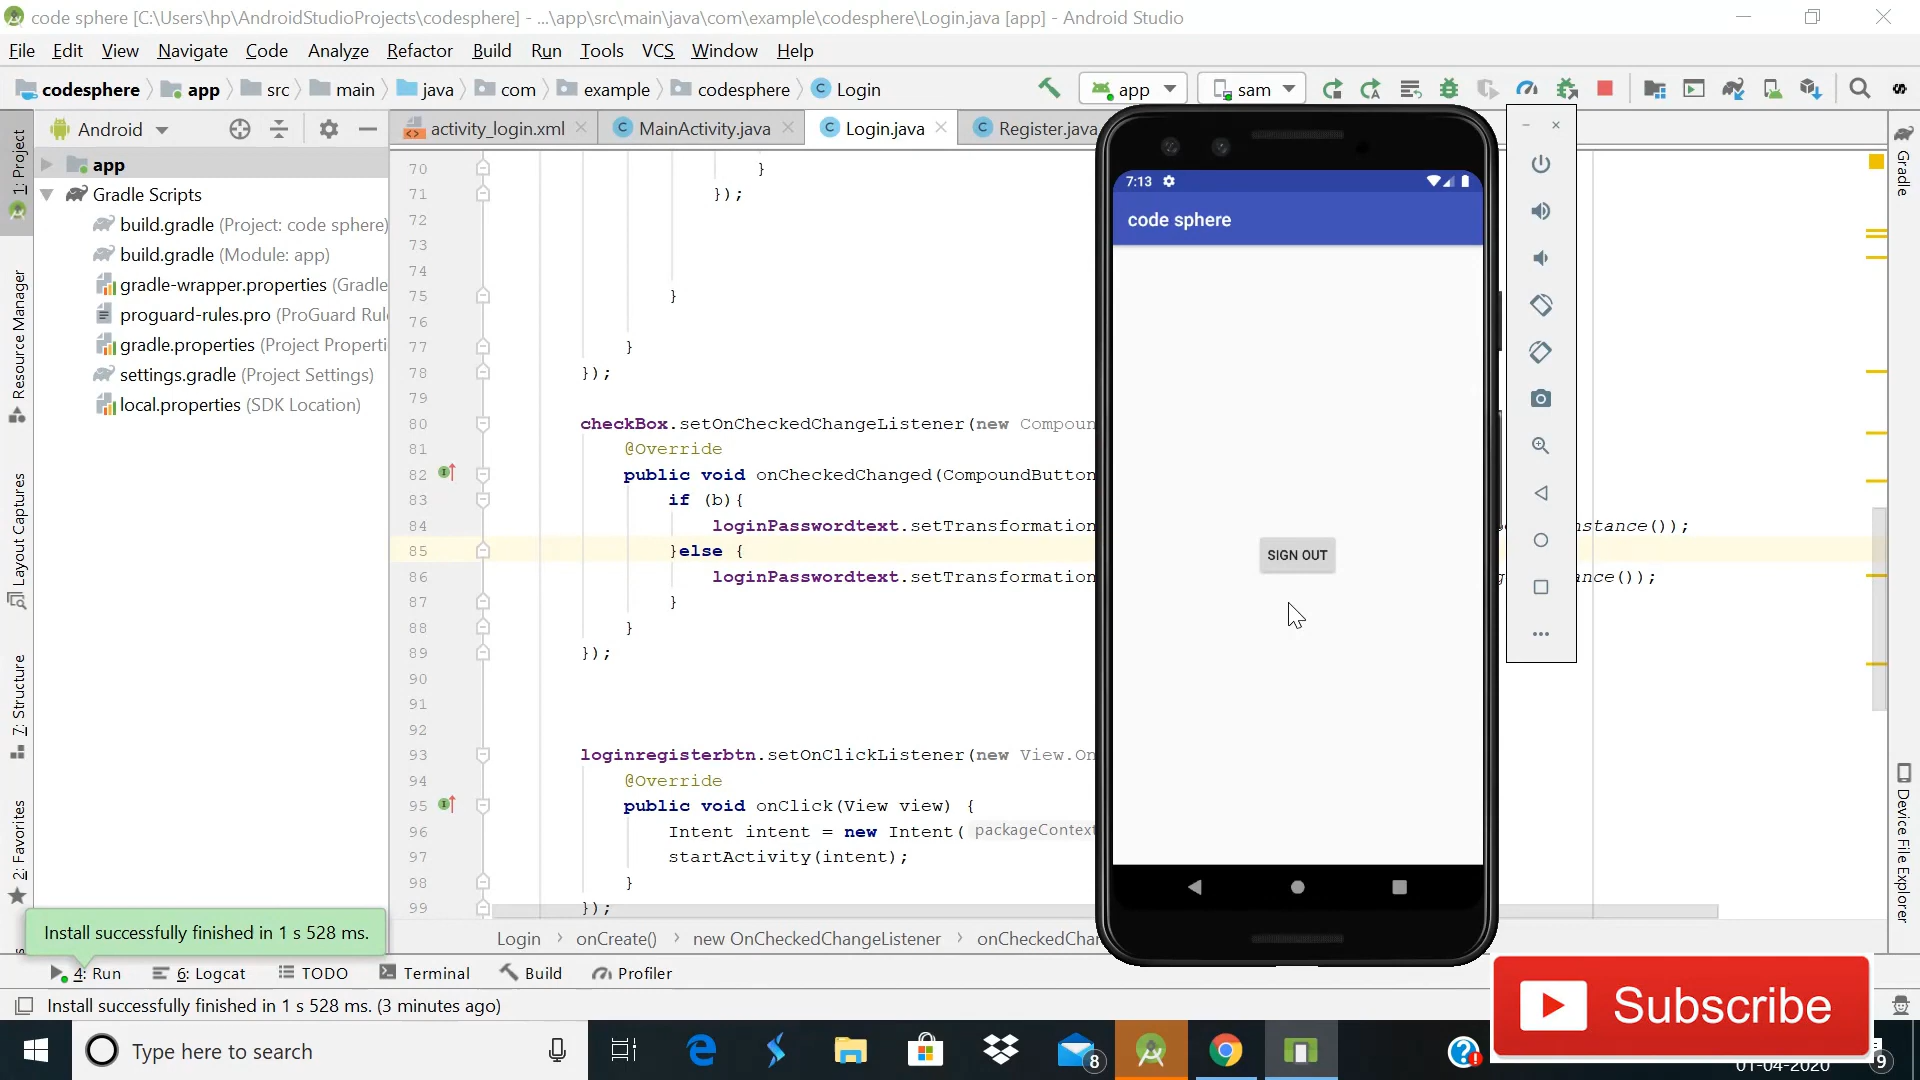 code sphere [C:\Users\hp\AndroidStudioProjects\codesphere] - ...\app\src\main\java\com\example\codesphere\Login.java [app] - Android Studio
File Edit View Navigate Code Analyze Refactor Build Run Tools VCS Window Help
codesphere app src main java com example codesphere Login app sam
Android activity_login.xml MainActivity.java Login.java Register.java
1: Project
Resource Manager
Layout Captures
7: Structure
2: Favorites
app
Gradle Scripts
build.gradle (Project: code sphere)
build.gradle (Module: app)
gradle-wrapper.properties (Gradle
proguard-rules.pro (ProGuard Rul
gradle.properties (Project Properti
settings.gradle (Project Settings)
local.properties (SDK Location)
70 }
71 });
72
73
74
75 }
76
77 }
78 });
79
80 checkBox.setOnCheckedChangeListener(new Compoun
81 @Override
82 public void onCheckedChanged(CompoundButton
83 if (b){
84 loginPasswordtext.setTransformation stance());
85 }else {
86 loginPasswordtext.setTransformation nce());
87 }
88 }
89 });
90
91
92
93 loginregisterbtn.setOnClickListener(new View.On
94 @Override
95 public void onClick(View view) {
96 Intent intent = new Intent( packageContext
97 startActivity(intent);
98 }
99 });
7:13
code sphere
SIGN OUT
Gradle
Device File Explorer
Login onCreate() new OnCheckedChangeListener onCheckedChan
Install successfully finished in 1 s 528 ms.
4: Run 6: Logcat TODO Terminal Build Profiler
Install successfully finished in 1 s 528 ms. (3 minutes ago)
Subscribe
Type here to search
8
01-04-2020
9